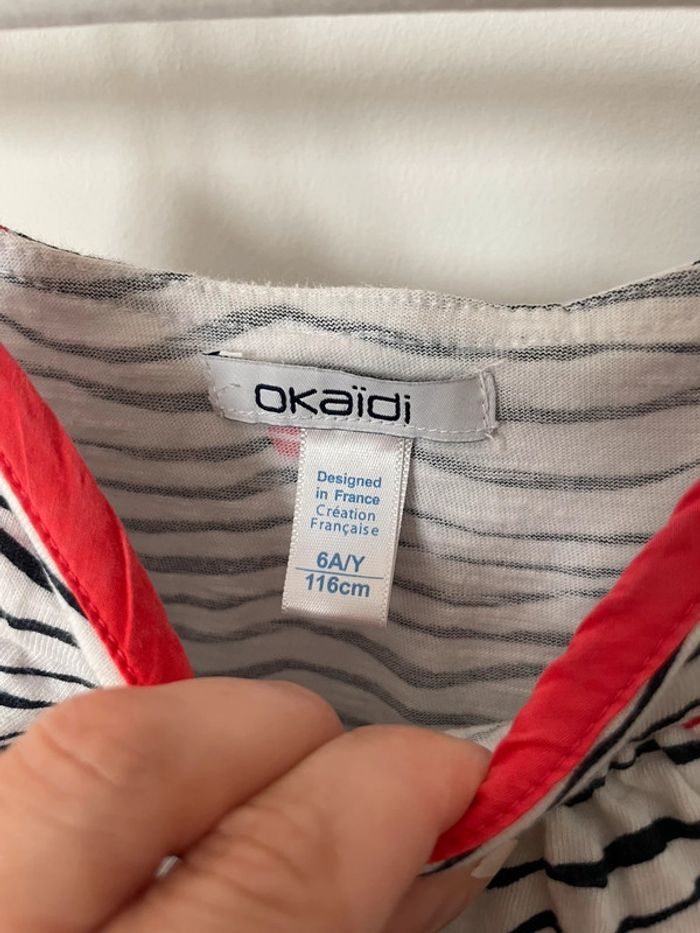 okaïdi
Designed
in France
Création
Française
6A/Y
116cm